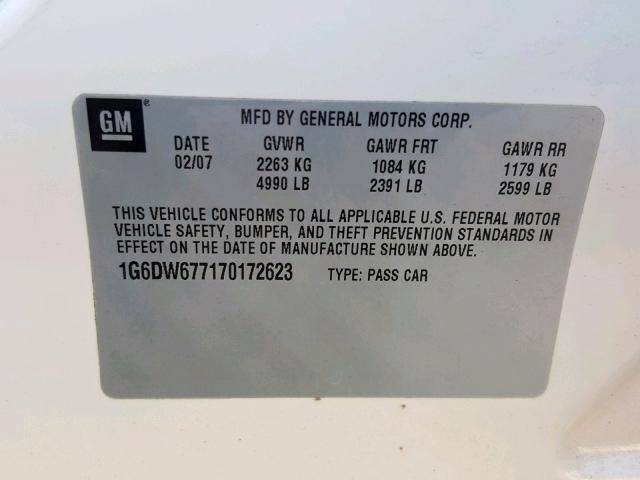 GM® MFD BY GENERAL MOTORS CORP.
DATE GVWR GAWR FRT GAWR RR
02/07 2263 KG 1084 KG 1179 KG
4990 LB 2391 LB 2599 LB
THIS VEHICLE CONFORMS TO ALL APPLICABLE U.S. FEDERAL MOTOR
VEHICLE SAFETY, BUMPER, AND THEFT PREVENTION STANDARDS IN
EFFECT ON THE DATE OF MANUFACTURE SHOWN ABOVE.
1G6DW677170172623 TYPE: PASS CAR